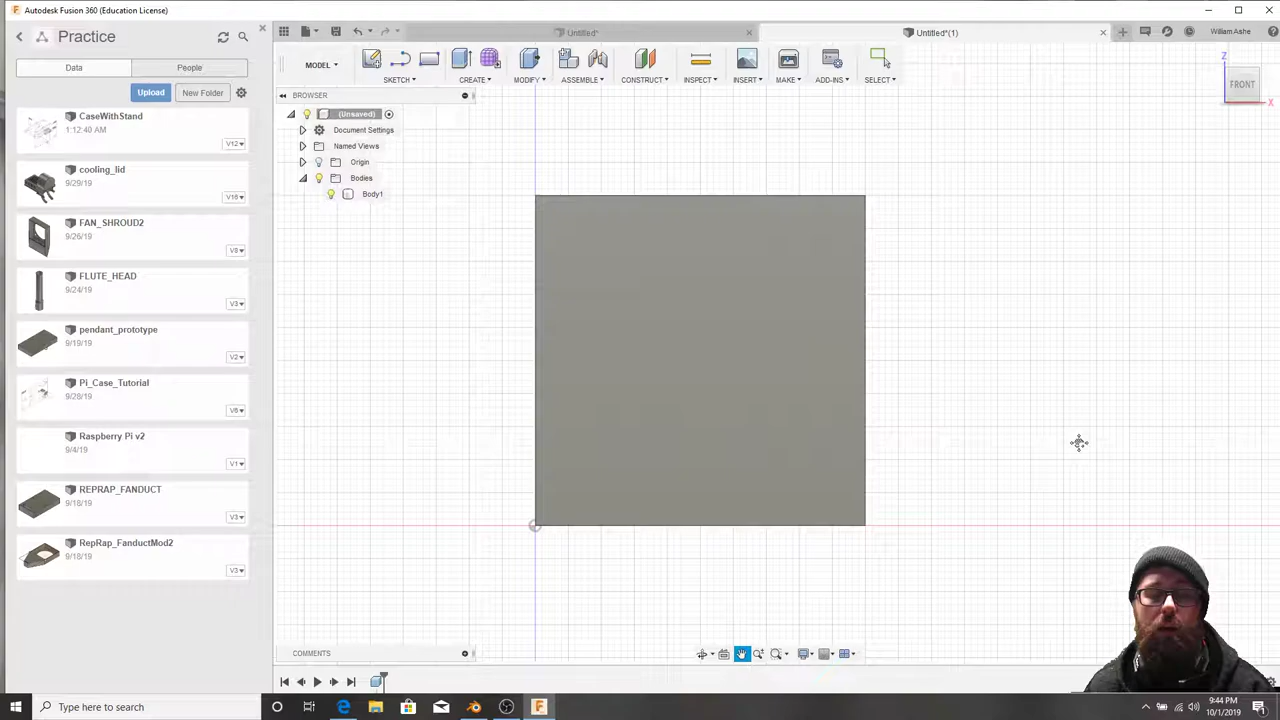 Autodesk Fusion 360 (Education License)
Practice
Untitled*
Untitled*(1)
William Ashe
Data
People
MODEL
SKETCH
CREATE
MODIFY
ASSEMBLE
CONSTRUCT
INSPECT
INSERT
MAKE
ADD-INS
SELECT
Upload
New Folder
BROWSER
(Unsaved)
Document Settings
Named Views
Origin
Bodies
Body1
Z
FRONT
X
CaseWithStand
1:12:40 AM
V12
cooling_lid
9/29/19
V16
FAN_SHROUD2
9/26/19
V9
FLUTE_HEAD
9/24/19
V3
pendant_prototype
9/19/19
V2
Pi_Case_Tutorial
9/28/19
V6
Raspberry Pi v2
9/4/19
V1
REPRAP_FANDUCT
9/18/19
V3
RepRap_FanductMod2
9/18/19
V3
COMMENTS
Type here to search
9:44 PM
10/1/2019